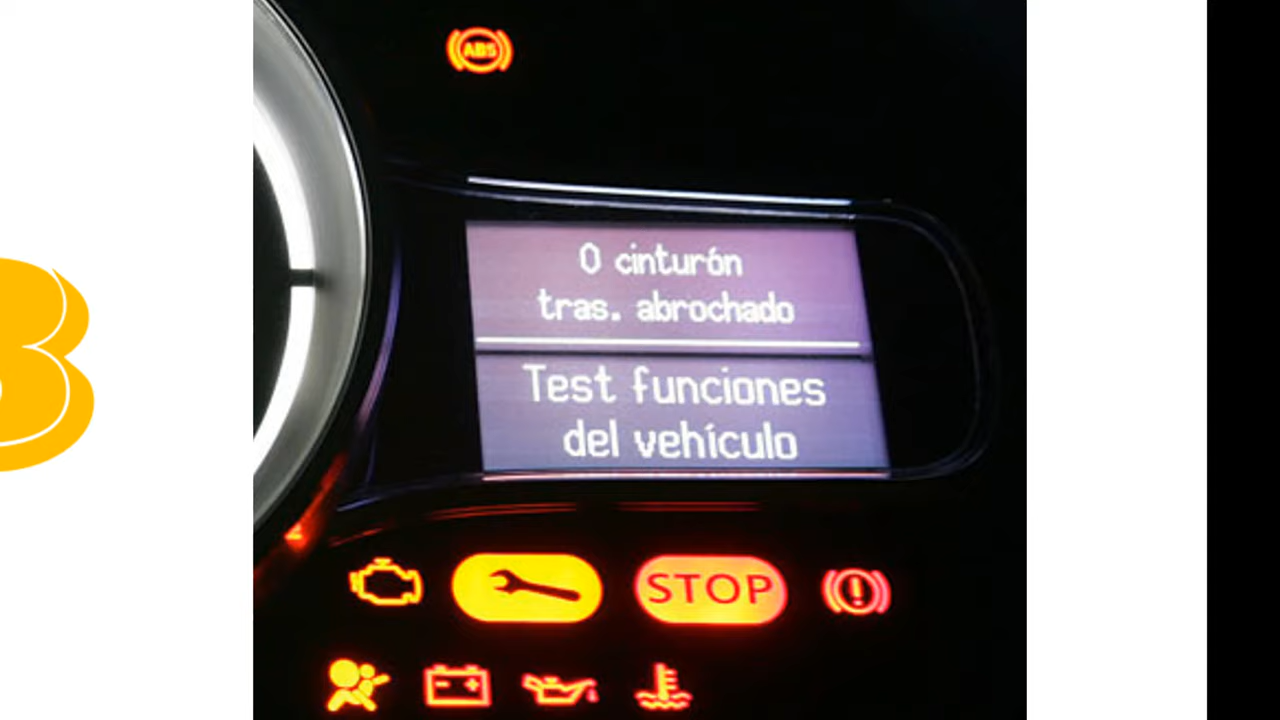 ABS
0 cinturón
tras. abrochado
Test funciones
del vehículo
STOP